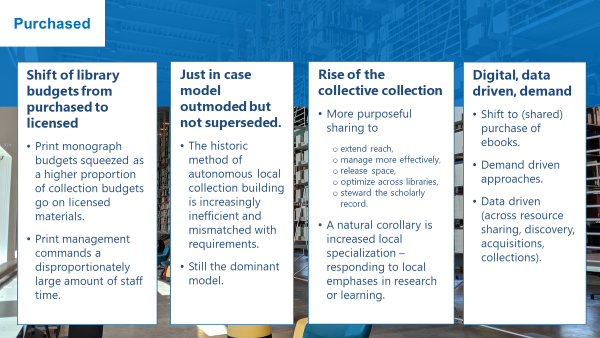 Purchased
Shift of library
budgets from
purchased to
licensed
• Print monograph
budgets squeezed as
a higher proportion
of collection budgets
go on licensed
materials.
• Print management
commands a
disproportionately
large amount of staff
time.
Just in case
model
outmoded but
not superseded.
• The historic
method of
autonomous local
collection building
is increasingly
inefficient and
mismatched with
requirements.
• Still the dominant
model.
Rise of the
collective collection
• More purposeful
sharing to
o extend reach,
o manage more effectively,
o release space,
o optimize across libraries,
o steward the scholarly
record.
• A natural corollary is
increased local
specialization –
responding to local
emphases in research
or learning.
Digital, data
driven, demand
• Shift to (shared)
purchase of
ebooks.
• Demand driven
approaches.
• Data driven
(across resource
sharing, discovery,
acquisitions,
collections).